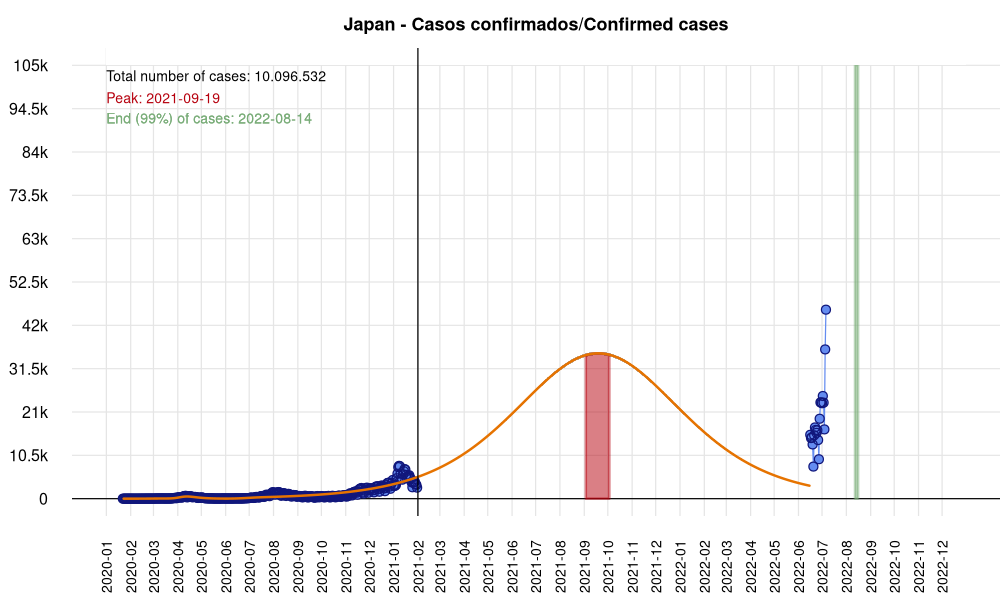 Japan - Casos confirmados/Confirmed cases
Total number of cases: 10.096.532
Peak: 2021-09-19
End (99%) of cases: 2022-08-14
105k
94.5k
84k
73.5k
63k
52.5k
42k
31.5k
21k
10.5k
0
2020-01
2020-02
2020-03
2020-04
2020-05
2020-06
2020-07
2020-08
2020-09
2020-10
2020-11
2020-12
2021-01
2021-02
2021-03
2021-04
2021-05
2021-06
2021-07
2021-08
2021-09
2021-10
2021-11
2021-12
2022-01
2022-02
2022-03
2022-04
2022-05
2022-06
2022-07
2022-08
2022-09
2022-10
2022-11
2022-12